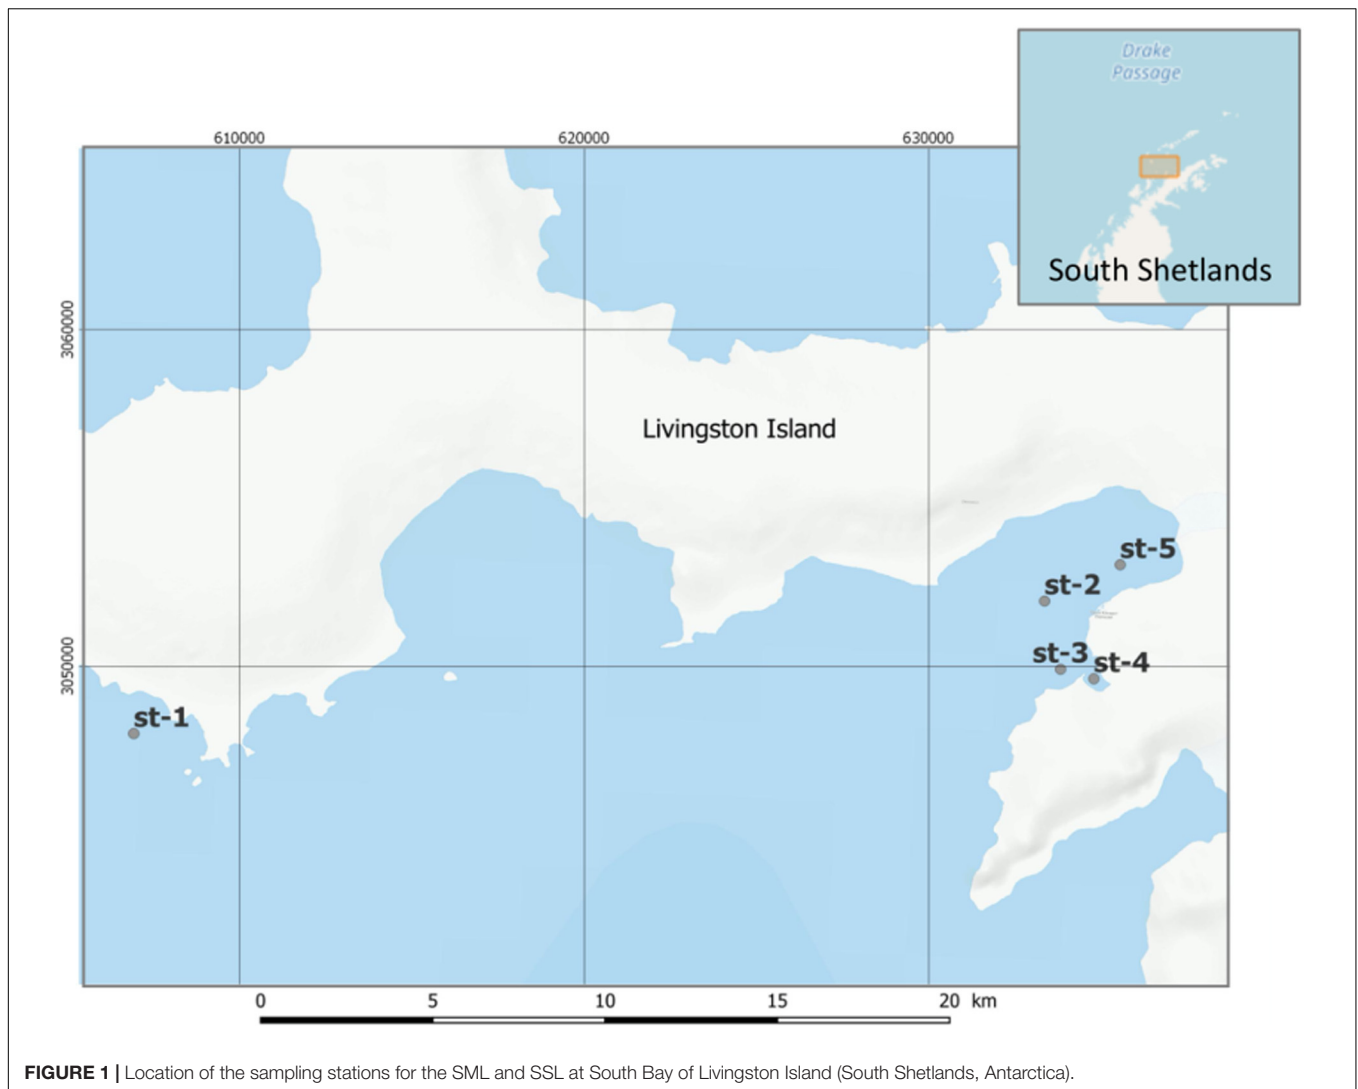 Drake
Passage
South Shetlands
610000
620000
630000
3060000
Livingston Island
st-5
st-2
3050000
st-3
st-4
st-1
0 5 10 15 20 km
FIGURE 1 | Location of the sampling stations for the SML and SSL at South Bay of Livingston Island (South Shetlands, Antarctica).